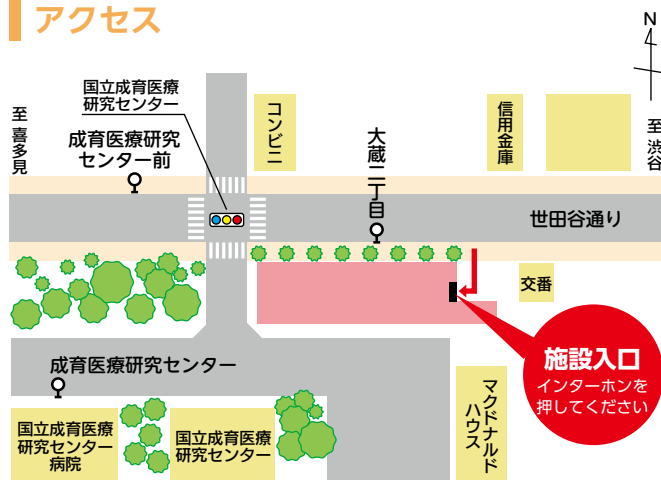 アクセス
N
国立成育医療
研究センター
至 喜多見
成育医療研究
センター前
コンビニ
大蔵二丁目
信用金庫
至 渋谷
世田谷通り
交番
施設入口
インターホンを
押してください
成育医療研究センター
国立成育医療
研究センター
病院
国立成育医療
研究センター
マクドナルド
ハウス